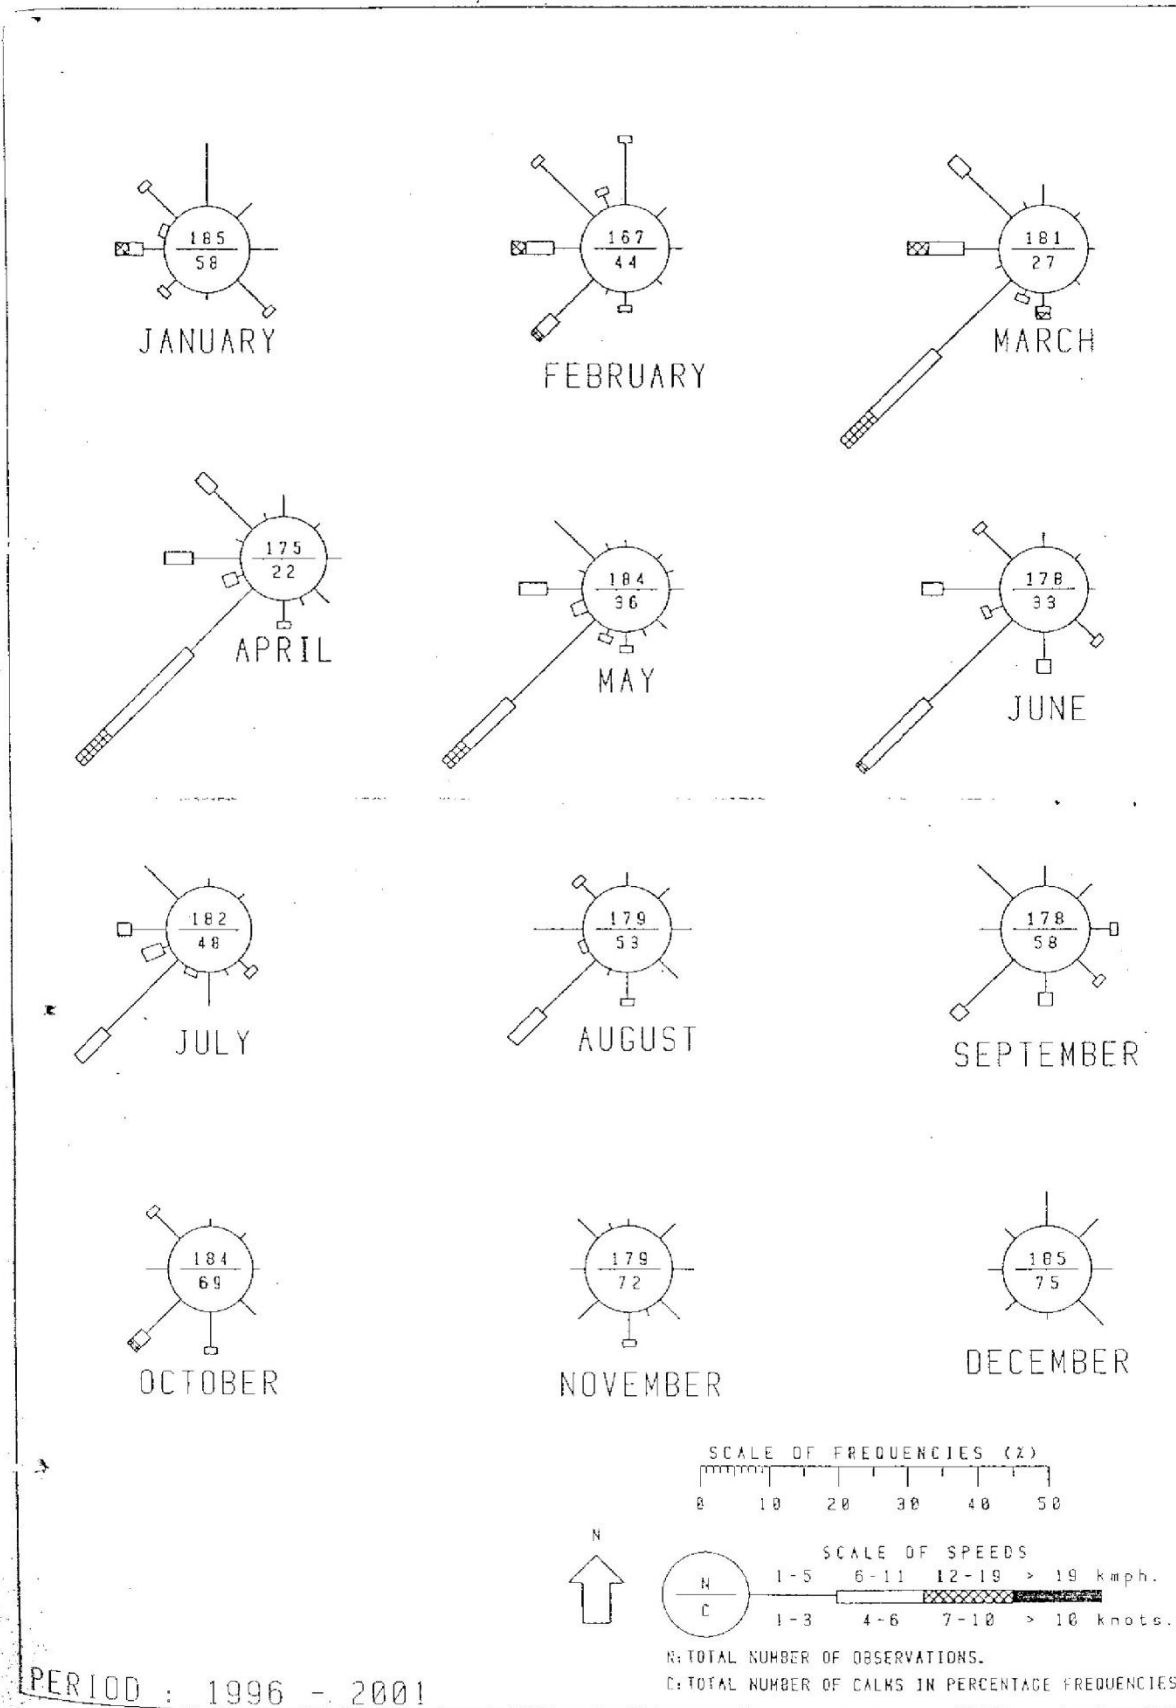 185
58
JANUARY
167
44
FEBRUARY
181
27
MARCH
175
22
APRIL
184
36
MAY
178
33
JUNE
182
48
JULY
179
53
AUGUST
178
58
SEPTEMBER
184
69
OCTOBER
179
72
NOVEMBER
185
75
DECEMBER
SCALE OF FREQUENCIES (%)
0 10 20 30 40 50
N
SCALE OF SPEEDS
1-5 6-11 12-19 > 19 kmph.
N
C
1-3 4-6 7-10 > 10 knots.
N:TOTAL NUMBER OF OBSERVATIONS.
C:TOTAL NUMBER OF CALMS IN PERCENTAGE FREQUENCIES
PERIOD : 1996 - 2001